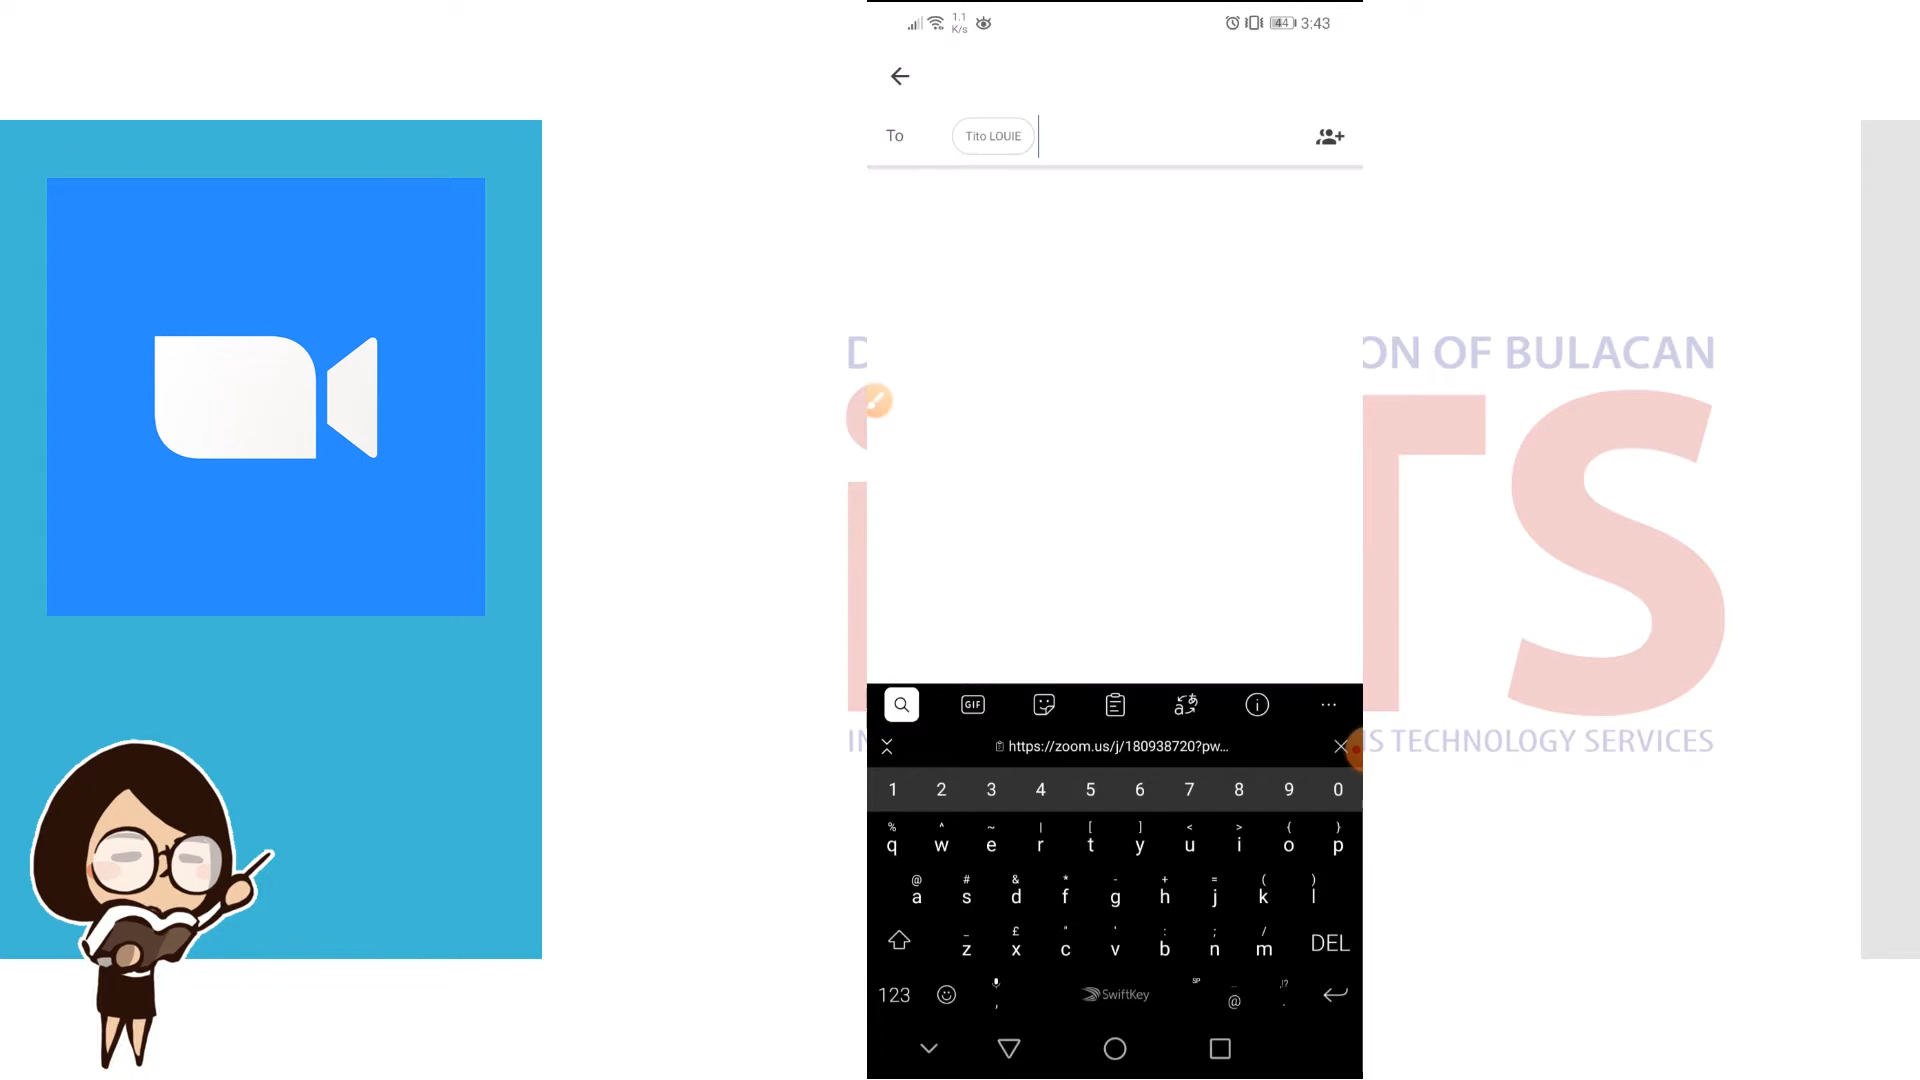 1.1
K/s
44 3:43
To
Tito LOUIE
D
ON OF BULACAN
TS
GIF
https://zoom.us/j/180938720?pw...
IN
S TECHNOLOGY SERVICES
1 2 3 4 5 6 7 8 9 0
% ^ ~ | [ ] < > { }
q w e r t y u i o p
@ # & * - + = ( )
a s d f g h j k l
_ £ " ' : ; /
z x c v b n m DEL
123 , SwiftKey SP @ ,!? .